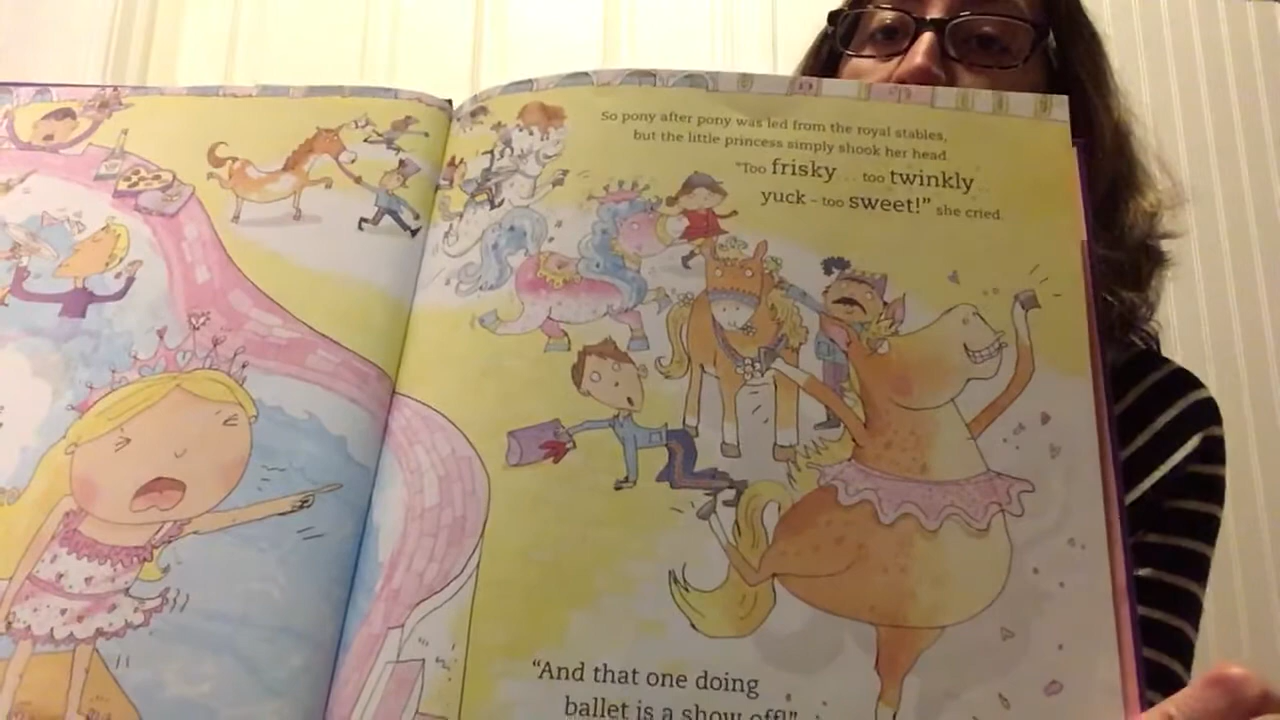 So pony after pony was led from the royal stables,
but the little princess simply shook her head.
"Too frisky... too twinkly...
yuck - too sweet!" she cried.
"And that one doing
ballet is a show off!"